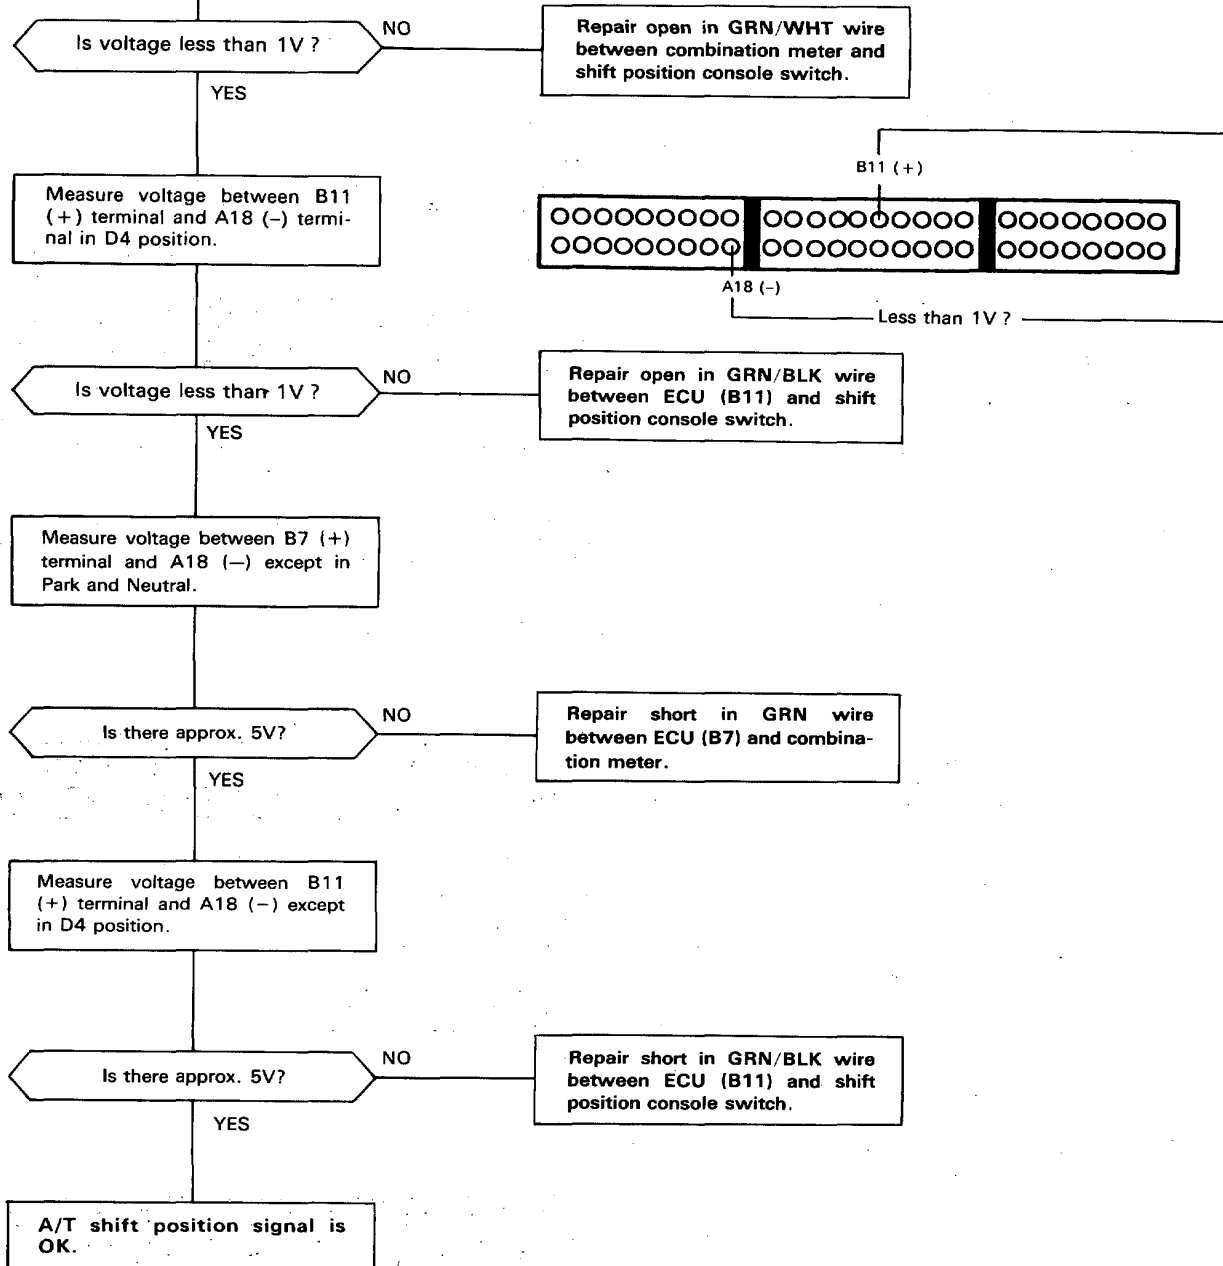 Is voltage less than 1V ?
NO
Repair open in GRN/WHT wire
between combination meter and
shift position console switch.
YES
B11 (+)
Measure voltage between B11
(+) terminal and A18 (–) termi-
nal in D4 position.
A18 (–)
Less than 1V ?
Is voltage less than 1V ?
NO
Repair open in GRN/BLK wire
between ECU (B11) and shift
position console switch.
YES
Measure voltage between B7 (+)
terminal and A18 (—) except in
Park and Neutral.
Is there approx. 5V?
NO
Repair short in GRN wire
between ECU (B7) and combina-
tion meter.
YES
Measure voltage between B11
(+) terminal and A18 (–) except
in D4 position.
Is there approx. 5V?
NO
Repair short in GRN/BLK wire
between ECU (B11) and shift
position console switch.
YES
A/T shift position signal is
OK.